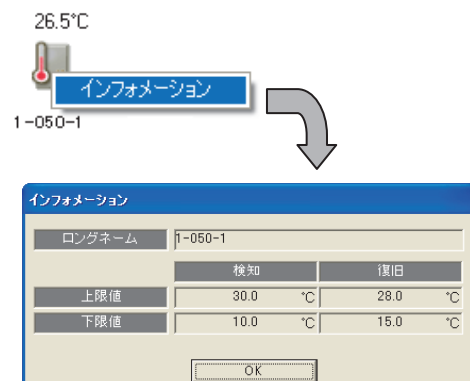 26.5℃
インフォメーション
1-050-1
インフォメーション
ロングネーム 1-050-1
検知 復旧
上限値 30.0 ℃ 28.0 ℃
下限値 10.0 ℃ 15.0 ℃
OK